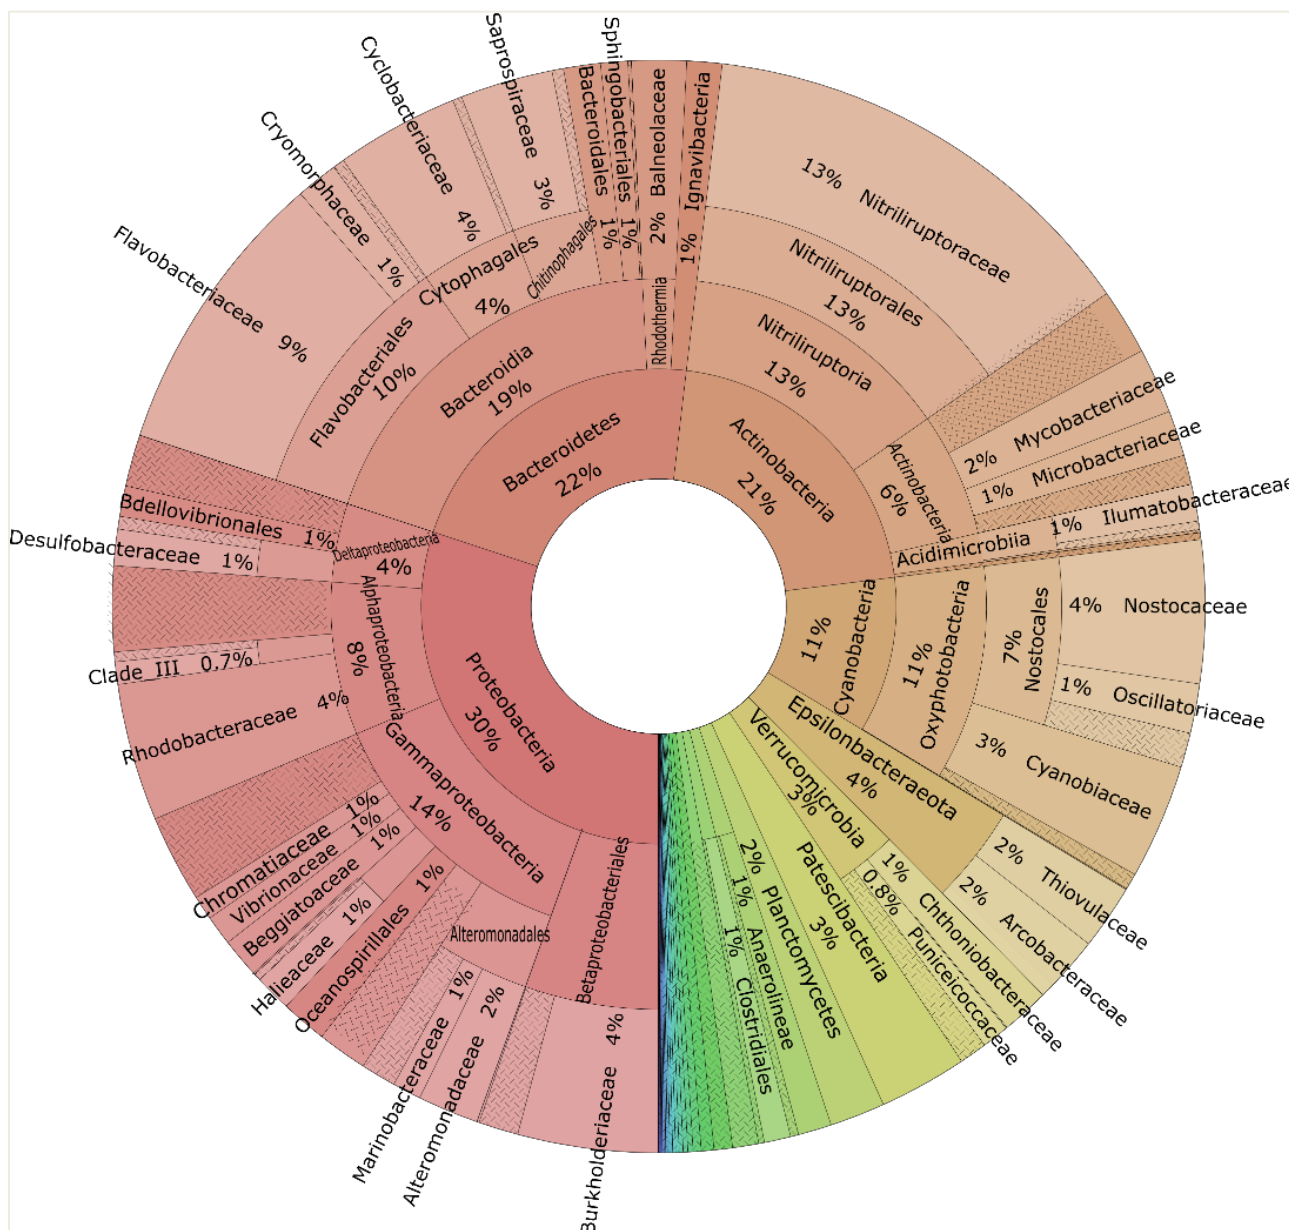 Bacteroidetes
22%
Bacteroidia
19%
Flavobacteriales
10%
Flavobacteriaceae 9%
Cryomorphaceae 1%
Cytophagales
4%
Cyclobacteriaceae 4%
Chitinophagales
Saprospiraceae 3%
Bacteroidales 1%
Sphingobacteriales 1%
Rhodothermia
2% Balneolaceae
1% Ignavibacteria
Actinobacteria
21%
Nitriliruptoria
13%
Nitriliruptorales
13%
13% Nitriliruptoraceae
Actinobacteria
6%
2% Mycobacteriaceae
1% Microbacteriaceae
Acidimicrobiia
1% Ilumatobacteraceae
Cyanobacteria
11%
Oxyphotobacteria
11%
Nostocales
7%
4% Nostocaceae
1% Oscillatoriaceae
3% Cyanobiaceae
Epsilonbacteraeota
4%
2% Thiovulaceae
2% Arcobacteraceae
Verrucomicrobia
3%
1% Chthoniobacteraceae
0.8% Puniceicoccaceae
Patescibacteria
3%
2% Planctomycetes
1% Anaerolineae
1% Clostridiales
Proteobacteria
30%
Deltaproteobacteria
4%
Bdellovibrionales 1%
Desulfobacteraceae 1%
Alphaproteobacteria
8%
Clade_III 0.7%
Rhodobacteraceae 4%
Gammaproteobacteria
14%
Chromatiaceae 1%
Vibrionaceae 1%
Beggiatoaceae 1%
Halieaceae 1%
Oceanospirillales 1%
Alteromonadales
Marinobacteraceae 1%
Alteromonadaceae 2%
Betaproteobacteriales
Burkholderiaceae 4%